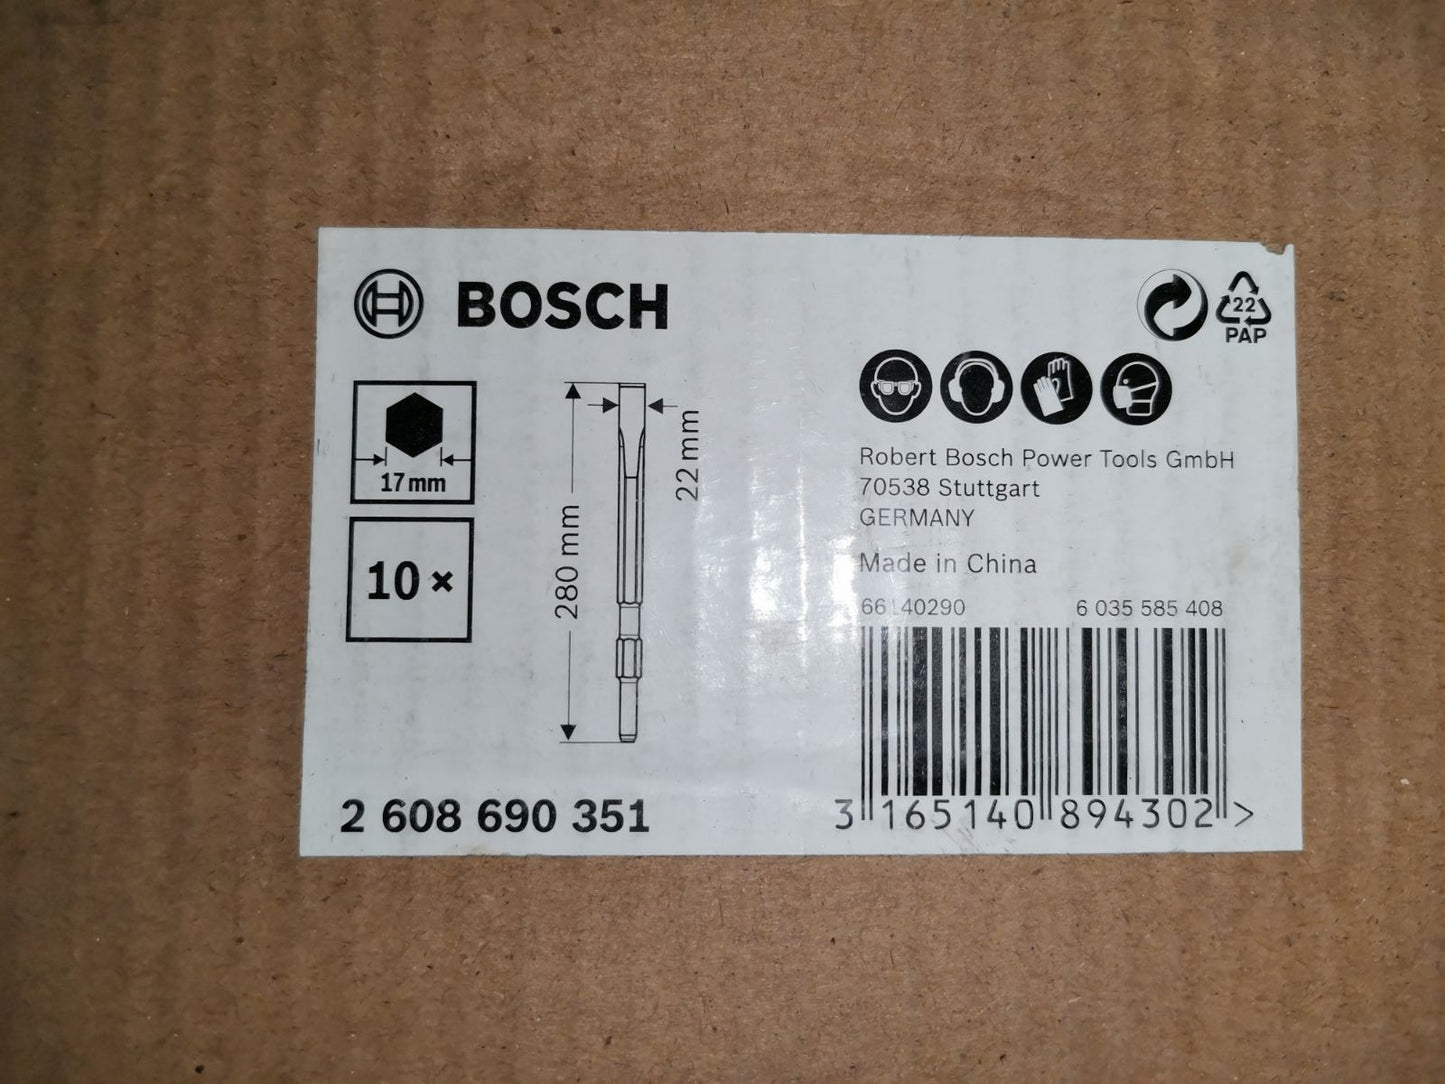 BOSCH
22
PAP
17 mm
10 x
280 mm
22 mm
Robert Bosch Power Tools GmbH
70538 Stuttgart
GERMANY
Made in China
6 035 585 408
2 608 690 351
3 165140 894302 >